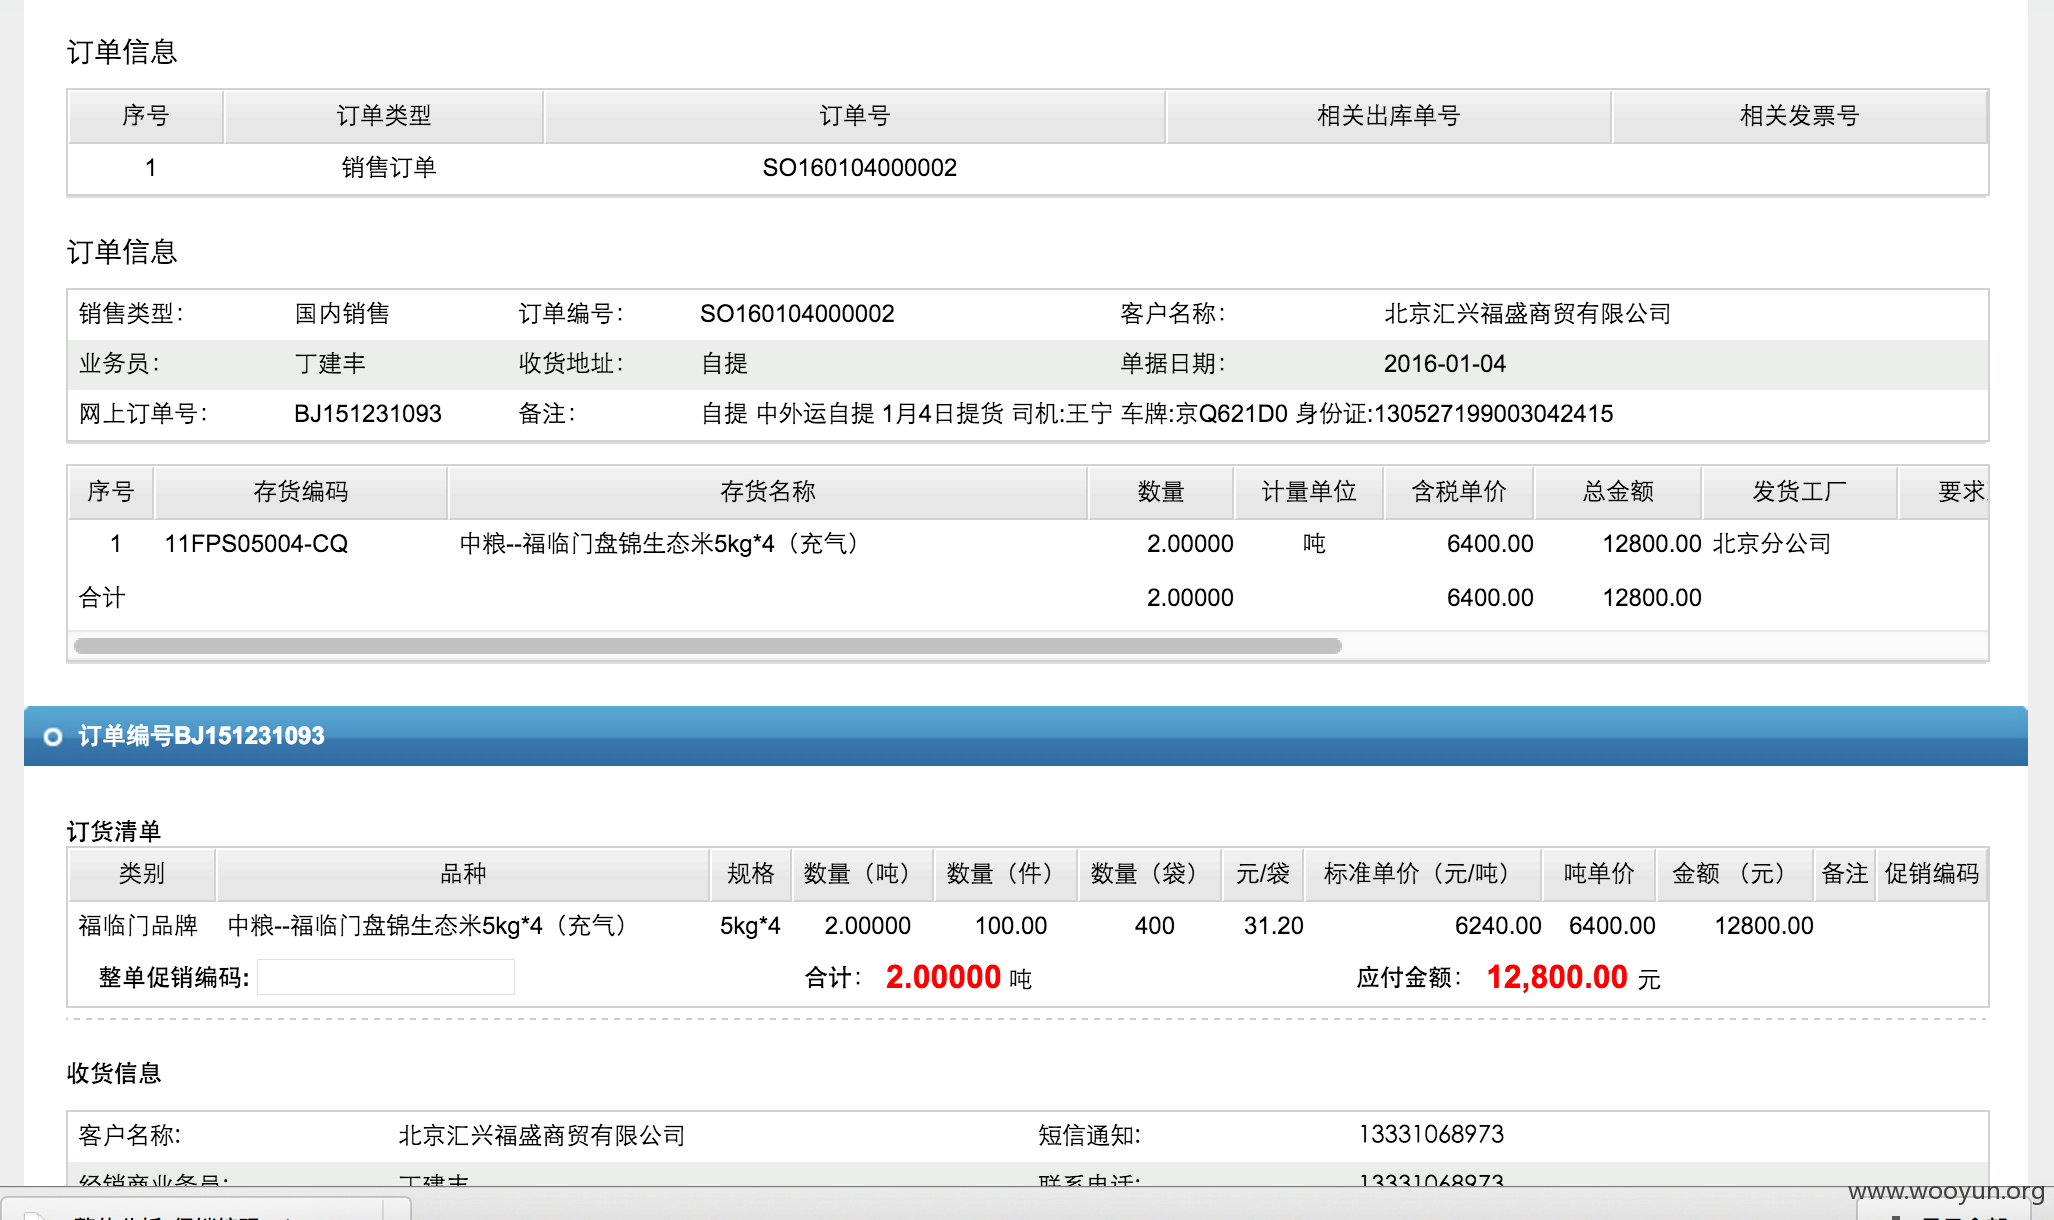 订单信息
序号 订单类型 订单号 相关出库单号 相关发票号
1 销售订单 SO160104000002
订单信息
销售类型: 国内销售 订单编号: SO160104000002 客户名称: 北京汇兴福盛商贸有限公司
业务员: 丁建丰 收货地址: 自提 单据日期: 2016-01-04
网上订单号: BJ151231093 备注: 自提 中外运自提 1月4日提货 司机:王宁 车牌:京Q621D0 身份证:130527199003042415
序号 存货编码 存货名称 数量 计量单位 含税单价 总金额 发货工厂 要求
1 11FPS05004-CQ 中粮--福临门盘锦生态米5kg*4（充气） 2.00000 吨 6400.00 12800.00 北京分公司
合计 2.00000 6400.00 12800.00
订单编号BJ151231093
订货清单
类别 品种 规格 数量（吨） 数量（件） 数量（袋） 元/袋 标准单价（元/吨） 吨单价 金额 （元） 备注 促销编码
福临门品牌 中粮--福临门盘锦生态米5kg*4（充气） 5kg*4 2.00000 100.00 400 31.20 6240.00 6400.00 12800.00
整单促销编码: 合计: 2.00000 吨 应付金额: 12,800.00 元
收货信息
客户名称: 北京汇兴福盛商贸有限公司 短信通知: 13331068973
经销商业务员: 丁建丰 联系电话: 13331068973
www.wooyun.org